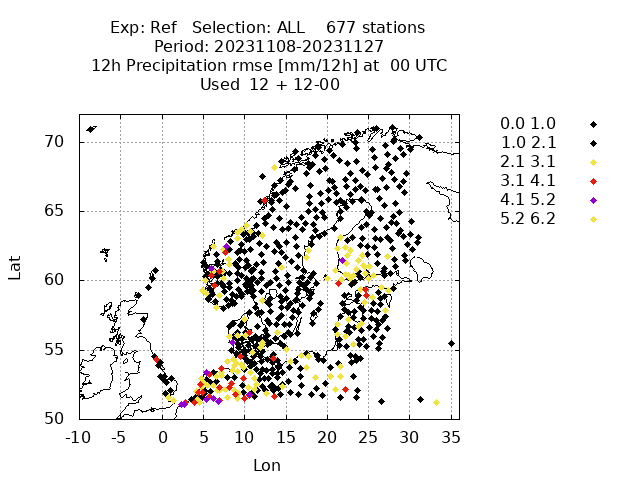 Exp: Ref Selection: ALL 677 stations
Period: 20231108-20231127
12h Precipitation rmse [mm/12h] at 00 UTC
Used 12 + 12-00
0.0 1.0
1.0 2.1
2.1 3.1
3.1 4.1
4.1 5.2
5.2 6.2
70
65
60
55
50
Lat
-10 -5 0 5 10 15 20 25 30 35
Lon